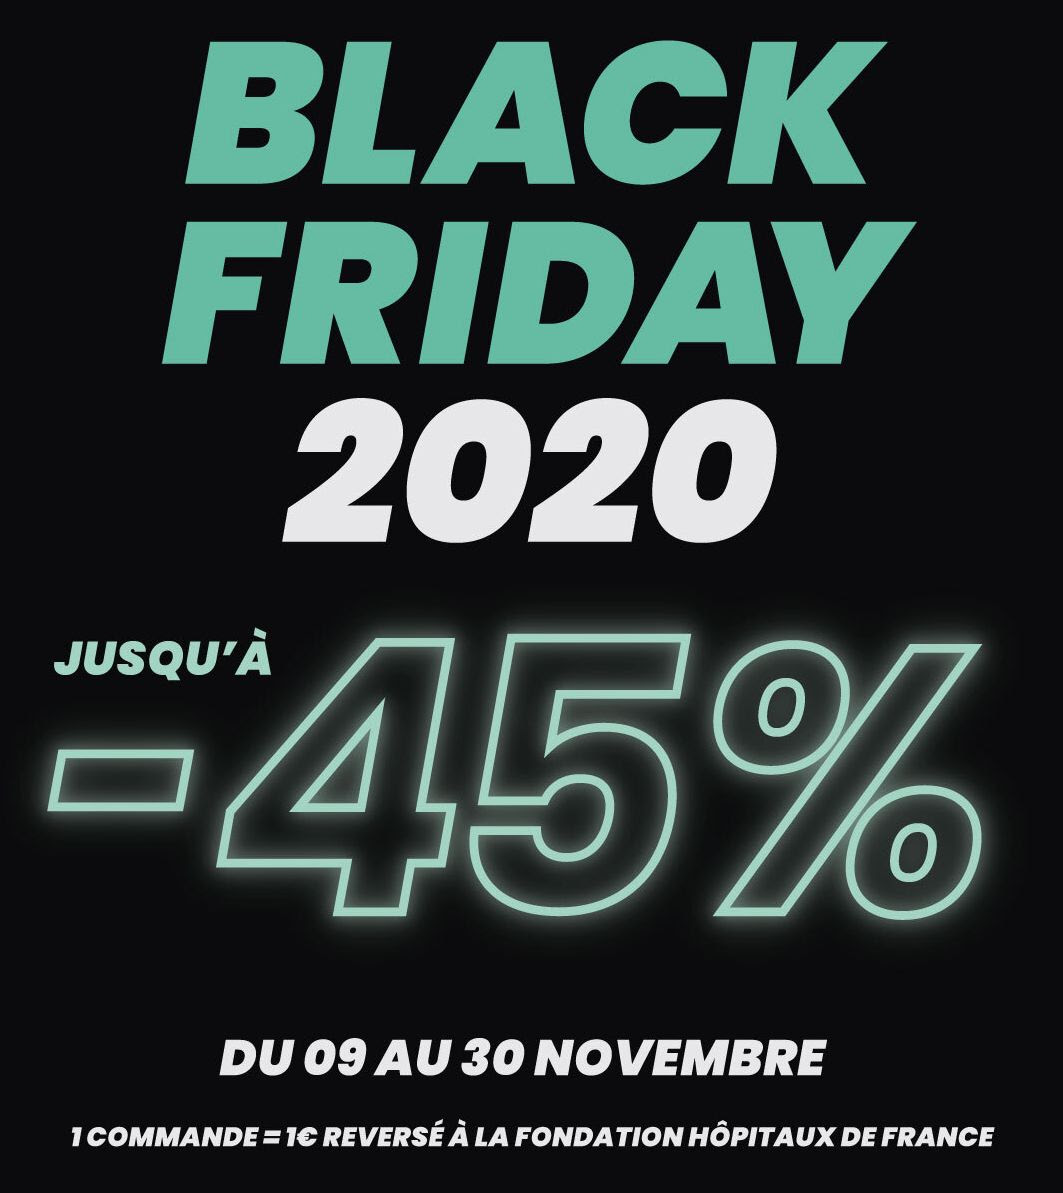 BLACK
FRIDAY
2020
JUSQU’À
-45%
DU 09 AU 30 NOVEMBRE
1 COMMANDE = 1€ REVERSÉ À LA FONDATION HÔPITAUX DE FRANCE